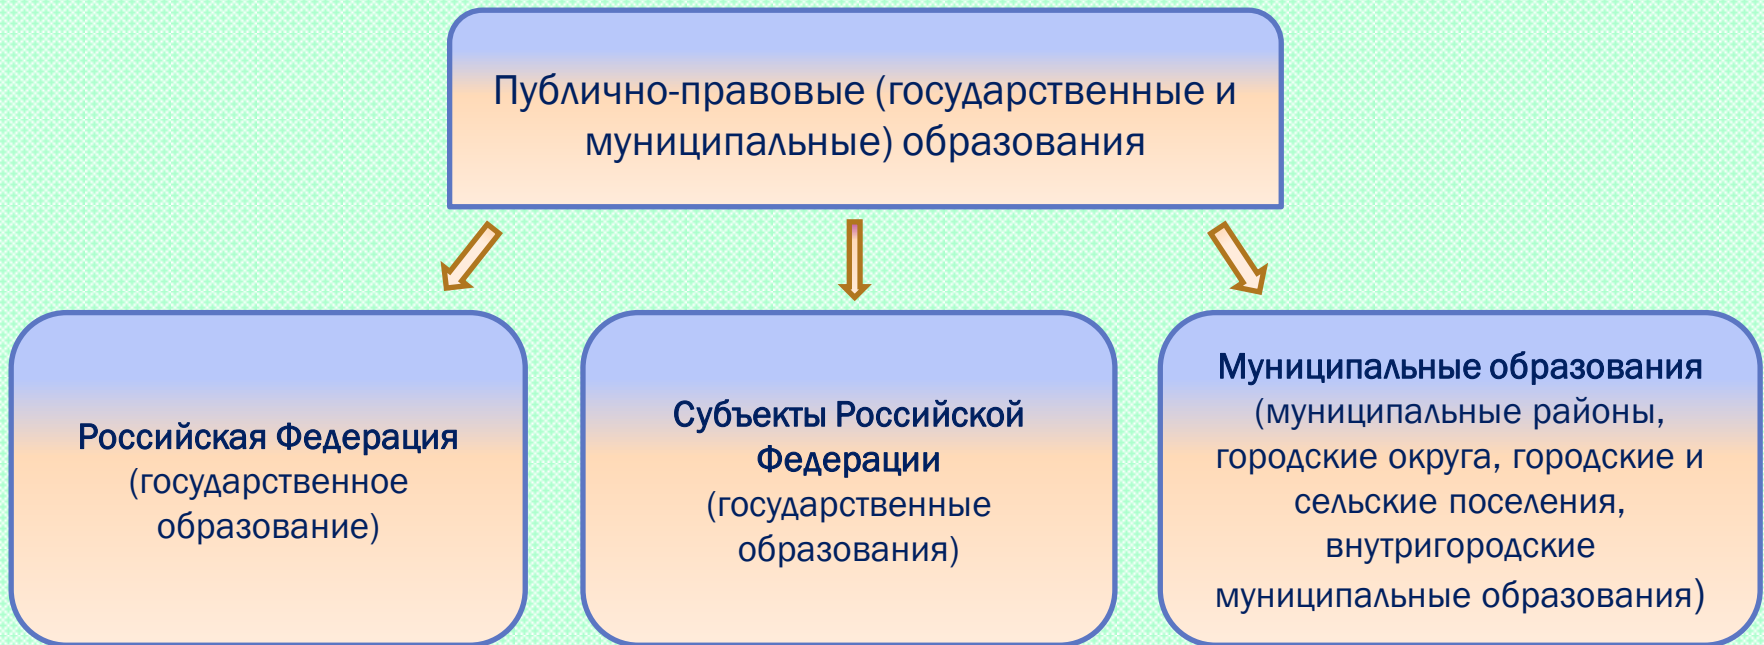 Публично-правовые (государственные и
муниципальные) образования
Российская Федерация
(государственное
образование)
Субъекты Российской
Федерации
(государственные
образования)
Муниципальные образования
(муниципальные районы,
городские округа, городские и
сельские поселения,
внутригородские
муниципальные образования)